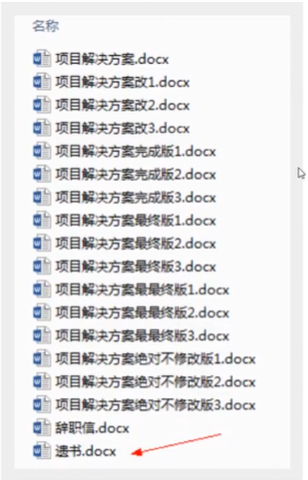 名称
项目解决方案.docx
项目解决方案改1.docx
项目解决方案改2.docx
项目解决方案改3.docx
项目解决方案完成版1.docx
项目解决方案完成版2.docx
项目解决方案完成版3.docx
项目解决方案最终版1.docx
项目解决方案最终版2.docx
项目解决方案最终版3.docx
项目解决方案最最终版1.docx
项目解决方案最最终版2.docx
项目解决方案最最终版3.docx
项目解决方案绝对不修改版1.docx
项目解决方案绝对不修改版2.docx
项目解决方案绝对不修改版3.docx
辞职信.docx
遗书.docx